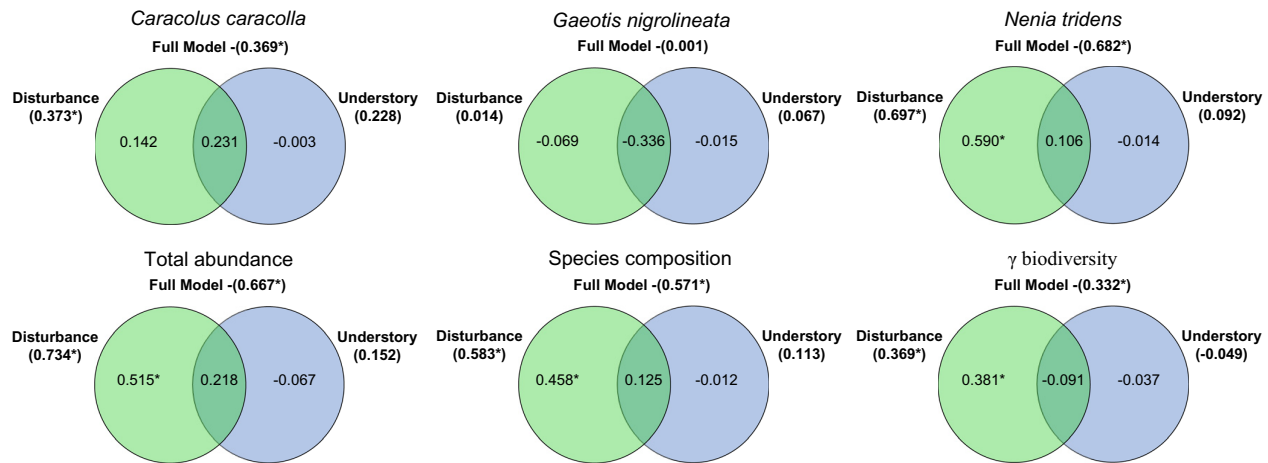 Caracolus caracolla
Full Model -(0.369*)
Disturbance
(0.373*)
Understory
(0.228)
0.142
0.231
-0.003
Gaeotis nigrolineata
Full Model -(0.001)
Disturbance
(0.014)
Understory
(0.067)
-0.069
-0.336
-0.015
Nenia tridens
Full Model -(0.682*)
Disturbance
(0.697*)
Understory
(0.092)
0.590*
0.106
-0.014
Total abundance
Full Model -(0.667*)
Disturbance
(0.734*)
Understory
(0.152)
0.515*
0.218
-0.067
Species composition
Full Model -(0.571*)
Disturbance
(0.583*)
Understory
(0.113)
0.458*
0.125
-0.012
γ biodiversity
Full Model -(0.332*)
Disturbance
(0.369*)
Understory
(-0.049)
0.381*
-0.091
-0.037